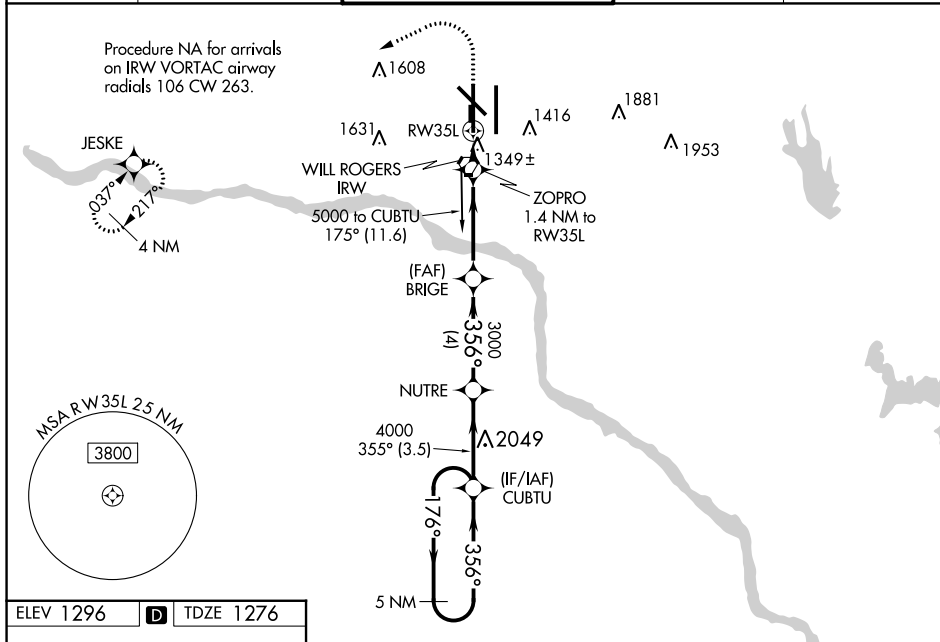 Procedure NA for arrivals
on IRW VORTAC airway
radials 106 CW 263.
1608
1631
RW35L
1416
1881
1953
1349±
JESKE
037°
217°
4 NM
WILL ROGERS
IRW
ZOPRO
1.4 NM to
RW35L
5000 to CUBTU
175° (11.6)
(FAF)
BRIGE
3000
356°
(4)
NUTRE
4000
355° (3.5)
2049
(IF/IAF)
CUBTU
176°
356°
5 NM
MSA RW35L 25 NM
3800
ELEV 1296 D TDZE 1276